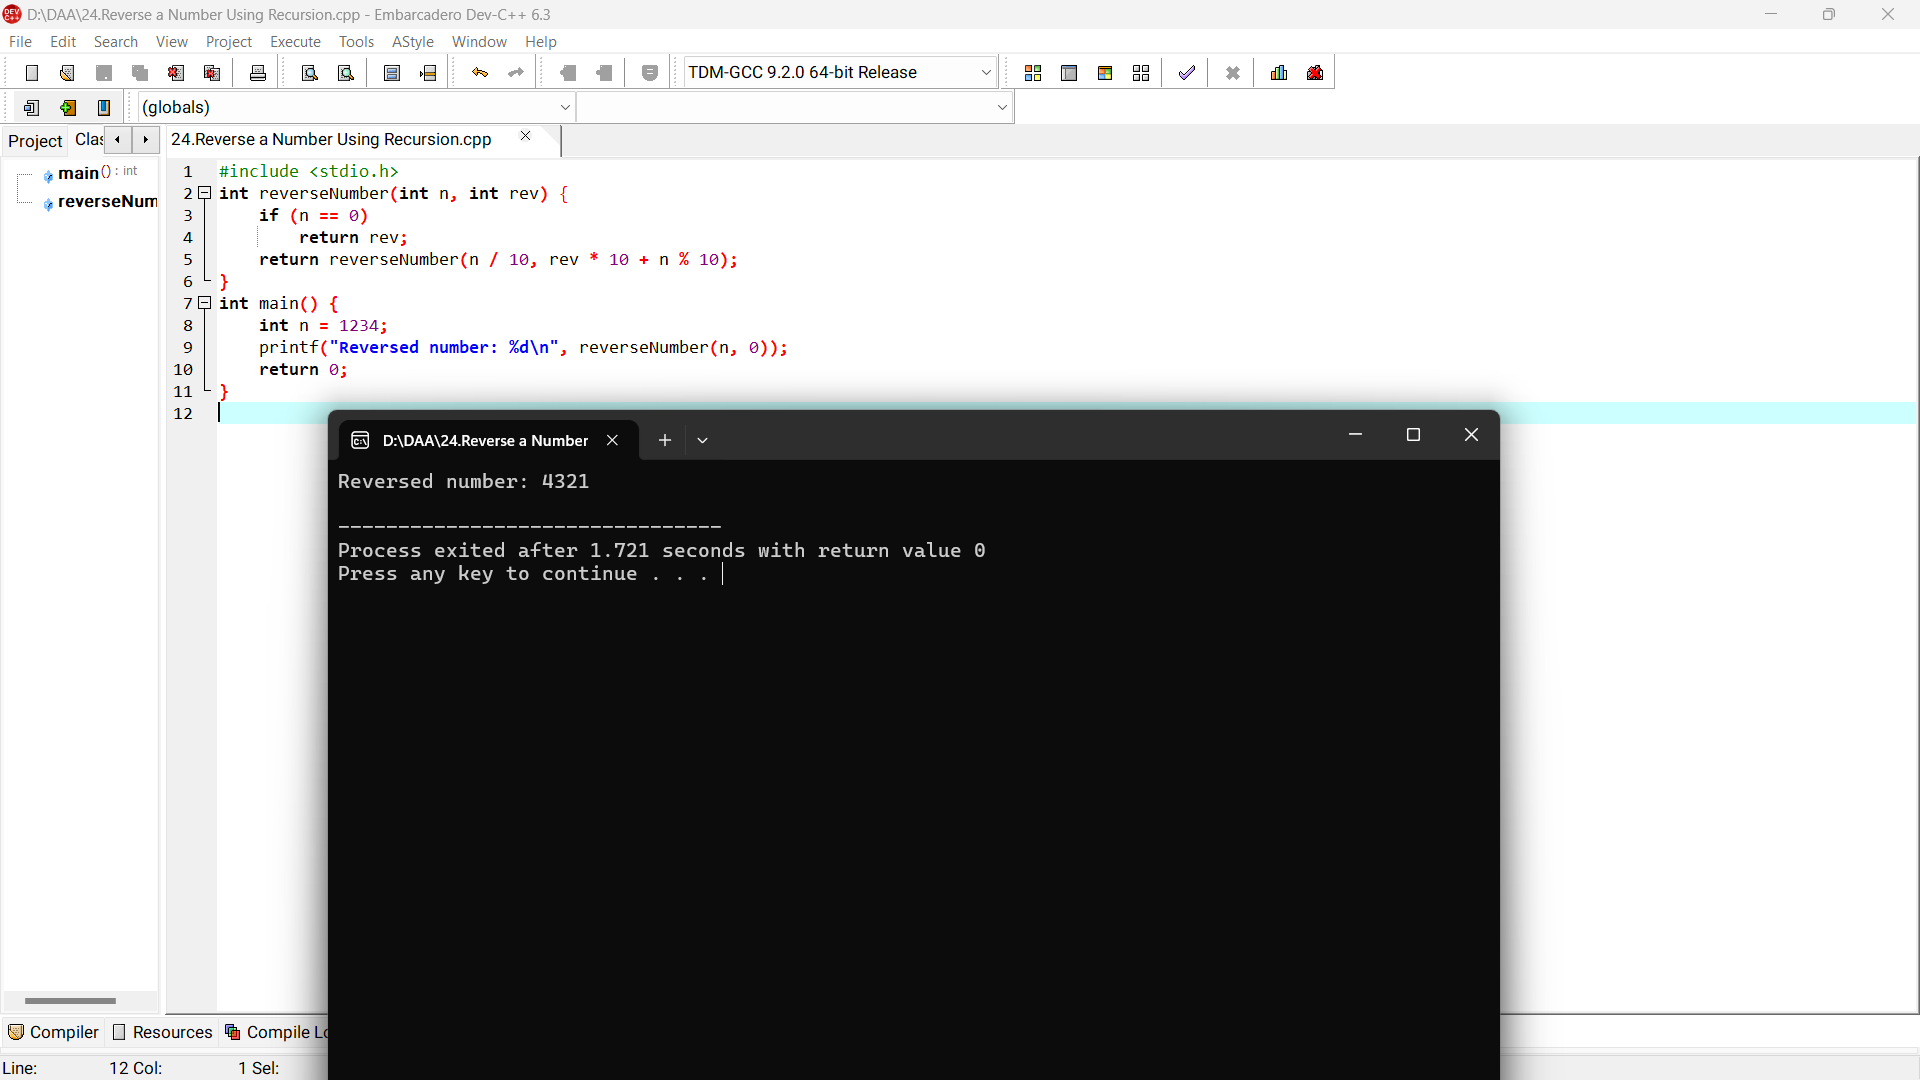 D:\DAA\24.Reverse a Number Using Recursion.cpp - Embarcadero Dev-C++ 6.3
File Edit Search View Project Execute Tools AStyle Window Help
TDM-GCC 9.2.0 64-bit Release
(globals)
Project Clas 24.Reverse a Number Using Recursion.cpp
main() : int
reverseNum
1 #include <stdio.h>
2 int reverseNumber(int n, int rev) {
3     if (n == 0)
4         return rev;
5     return reverseNumber(n / 10, rev * 10 + n % 10);
6 }
7 int main() {
8     int n = 1234;
9     printf("Reversed number: %d\n", reverseNumber(n, 0));
10     return 0;
11 }
12
D:\DAA\24.Reverse a Number
Reversed number: 4321
--------------------------------
Process exited after 1.721 seconds with return value 0
Press any key to continue . . .
Compiler Resources Compile Lo
Line: 12 Col: 1 Sel: